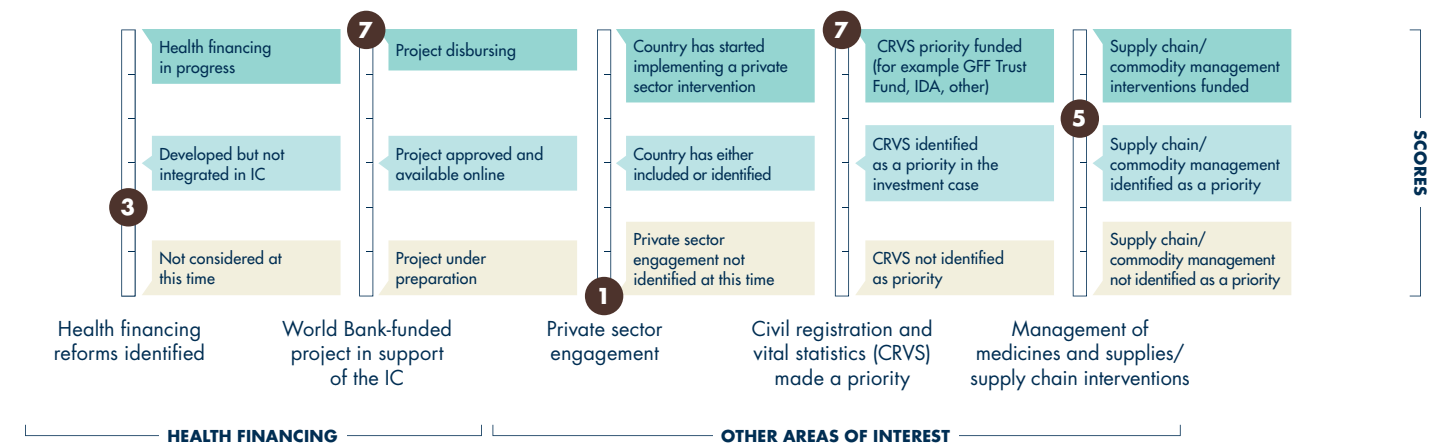 Health financing
in progress
Developed but not
integrated in IC
3
Not considered at
this time
Health financing
reforms identified
7
Project disbursing
Project approved and
available online
Project under
preparation
World Bank-funded
project in support
of the IC
Country has started
implementing a private
sector intervention
Country has either
included or identified
Private sector
engagement not
identified at this time
1
Private sector
engagement
7
CRVS priority funded
(for example GFF Trust
Fund, IDA, other)
CRVS identified
as a priority in the
investment case
CRVS not identified
as priority
Civil registration and
vital statistics (CRVS)
made a priority
Supply chain/
commodity management
interventions funded
5
Supply chain/
commodity management
identified as a priority
Supply chain/
commodity management
not identified as a priority
Management of
medicines and supplies/
supply chain interventions
SCORES
HEALTH FINANCING
OTHER AREAS OF INTEREST